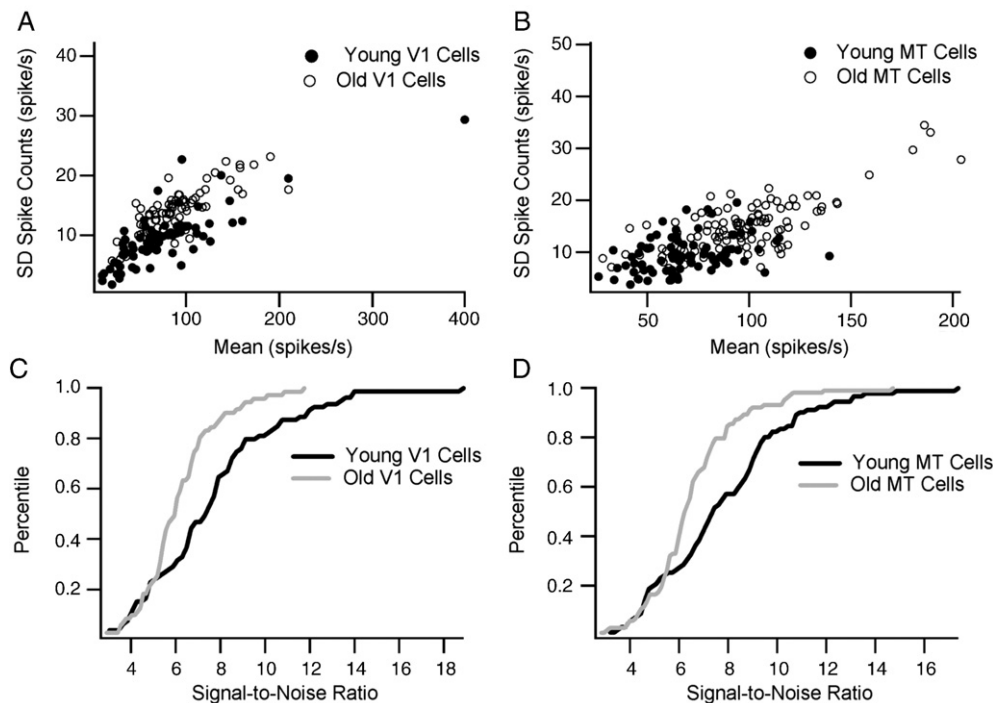 A
SD Spike Counts (spike/s)
40
30
20
10
100
200
300
400
Mean (spikes/s)
Young V1 Cells
Old V1 Cells
B
SD Spike Counts (spike/s)
50
40
30
20
10
50
100
150
200
Mean (spikes/s)
Young MT Cells
Old MT Cells
C
Percentile
1.0
0.8
0.6
0.4
0.2
4
6
8
10
12
14
16
18
Signal-to-Noise Ratio
Young V1 Cells
Old V1 Cells
D
Percentile
1.0
0.8
0.6
0.4
0.2
4
6
8
10
12
14
16
Signal-to-Noise Ratio
Young MT Cells
Old MT Cells